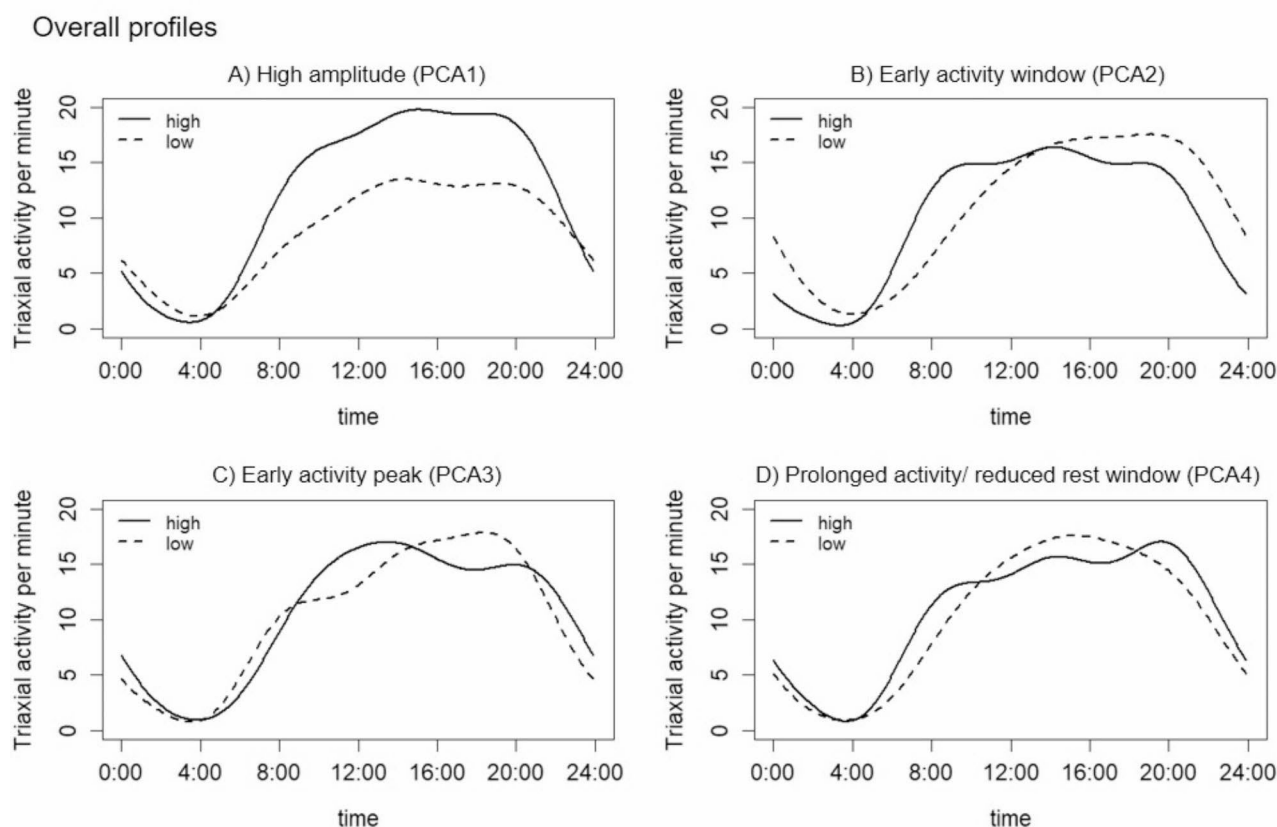 Overall profiles
A) High amplitude (PCA1)
Triaxial activity per minute
20
15
10
5
0
high
low
0:00 4:00 8:00 12:00 16:00 20:00 24:00
time
B) Early activity window (PCA2)
Triaxial activity per minute
20
15
10
5
0
high
low
0:00 4:00 8:00 12:00 16:00 20:00 24:00
time
C) Early activity peak (PCA3)
Triaxial activity per minute
20
15
10
5
0
high
low
0:00 4:00 8:00 12:00 16:00 20:00 24:00
time
D) Prolonged activity/ reduced rest window (PCA4)
Triaxial activity per minute
20
15
10
5
0
high
low
0:00 4:00 8:00 12:00 16:00 20:00 24:00
time